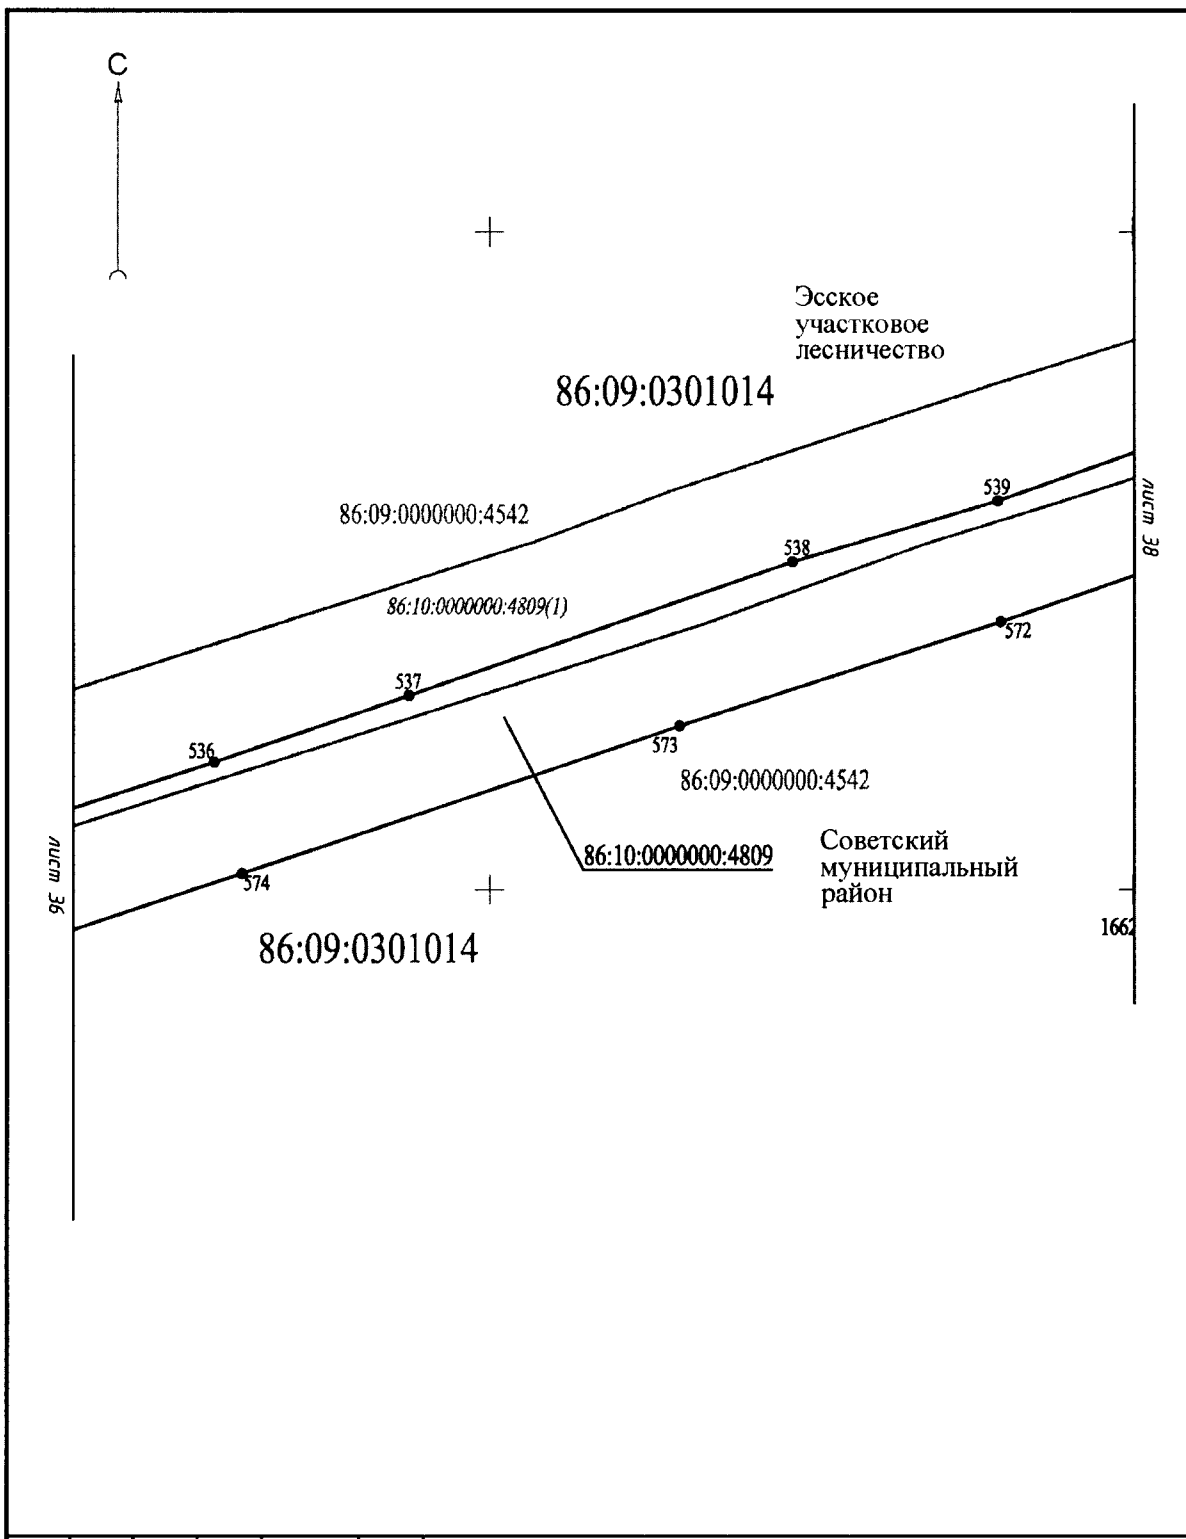 С
Эсское
участковое
лесничество
86:09:0301014
86:09:0000000:4542
539
лист 38
538
86:10:0000000:4809(1)
572
537
573
536
86:09:0000000:4542
86:10:0000000:4809
Советский
муниципальный
район
лист 36
574
1662
86:09:0301014